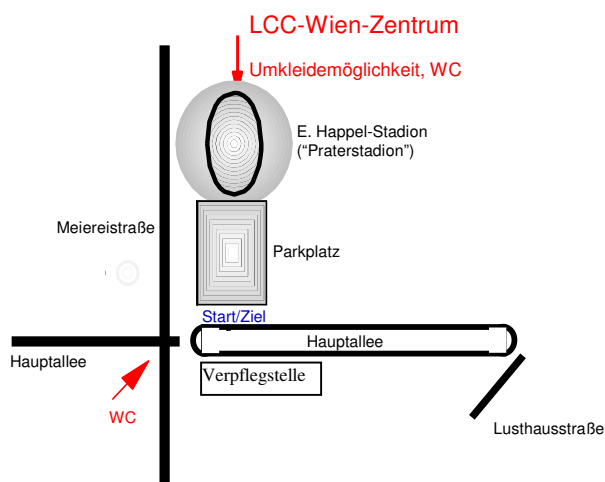 LCC-Wien-Zentrum
Umkleidemöglichkeit, WC
E. Happel-Stadion
(“Praterstadion”)
Meiereistraße
Parkplatz
Start/Ziel
Hauptallee
Hauptallee
Verpflegstelle
WC
Lusthausstraße